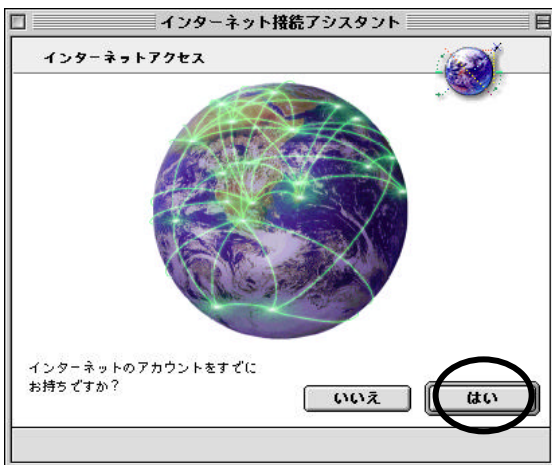 インターネット接続アシスタント
インターネットアクセス
インターネットのアカウントをすでに
お持ちですか？
いいえ
はい